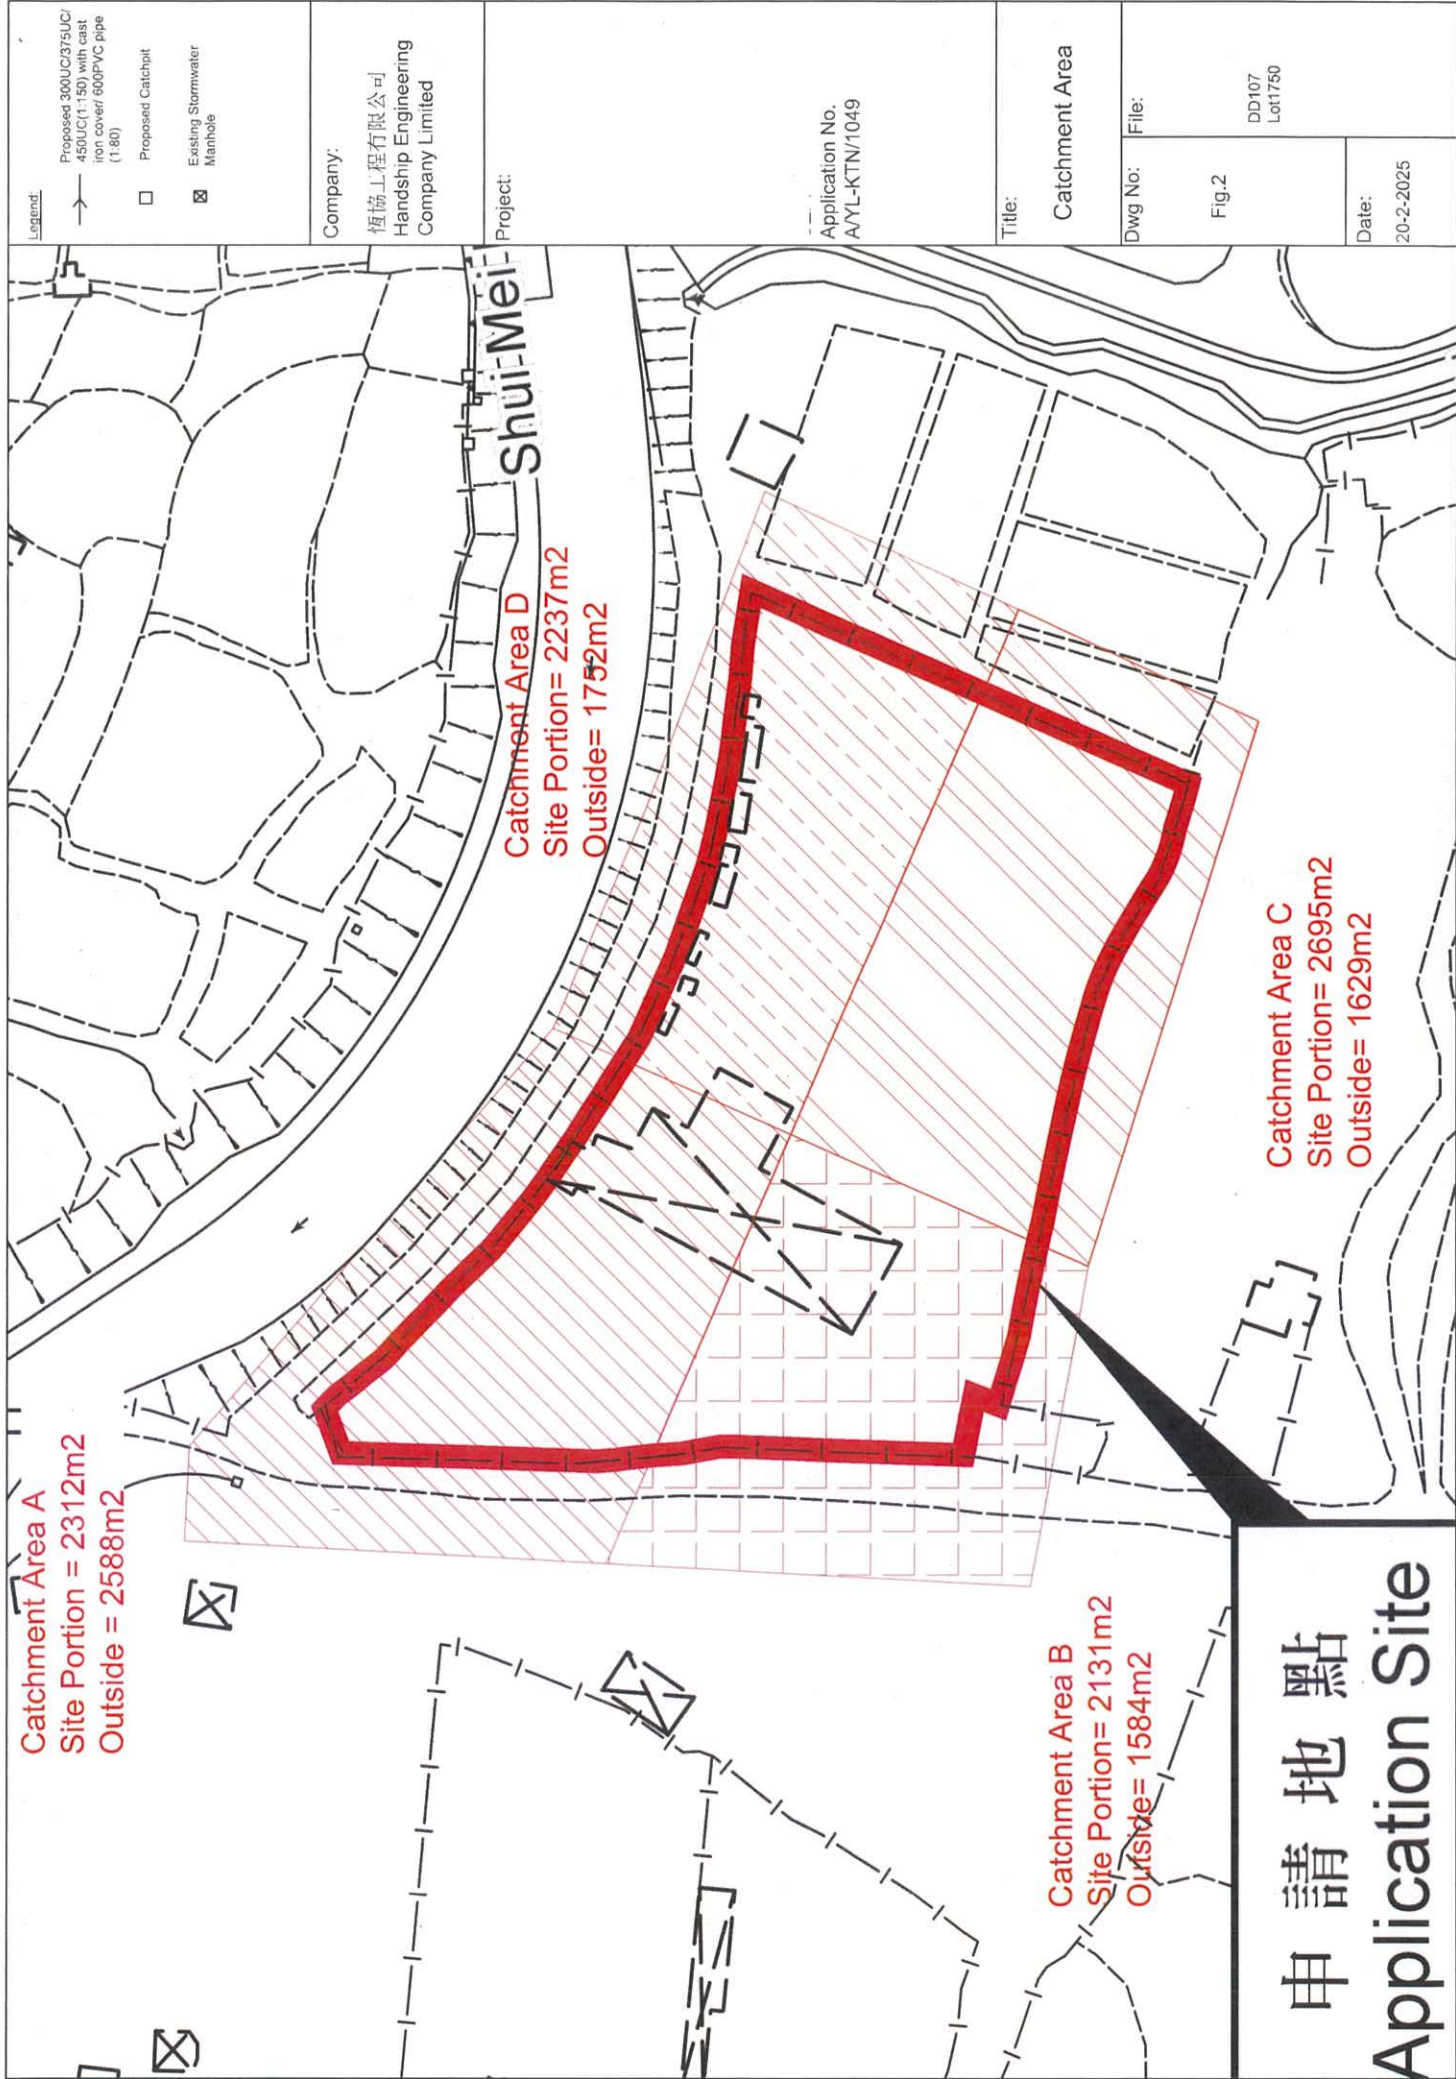 Catchment Area A
Site Portion = 2312m2
Outside = 2588m2
Catchment Area D
Site Portion= 2237m2
Outside= 1752m2
Shui Mei
Catchment Area B
Site Portion= 2131m2
Outside= 1584m2
Catchment Area C
Site Portion= 2695m2
Outside= 1629m2
申請地點
Application Site
Legend:
Proposed 300UC/375UC/
450UC(1:150) with cast
iron cover/ 600PVC pipe
(1:80)
Proposed Catchpit
Existing Stormwater
Manhole
Company:
恆協工程有限公司
Handship Engineering
Company Limited
Project:
Application No.
A/YL-KTN/1049
Title:
Catchment Area
Dwg No:
Fig.2
File:
DD107
Lot1750
Date:
20-2-2025